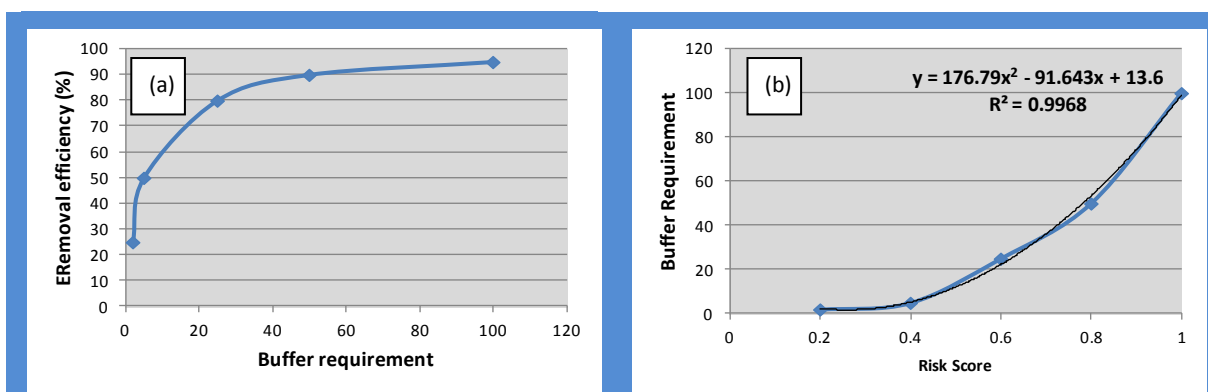 (a)
ERemoval efficiency (%)
100
90
80
70
60
50
40
30
20
10
0
0 20 40 60 80 100 120
Buffer requirement
(b)
y = 176.79x² - 91.643x + 13.6
R² = 0.9968
Buffer Requirement
120
100
80
60
40
20
0
0 0.2 0.4 0.6 0.8 1
Risk Score